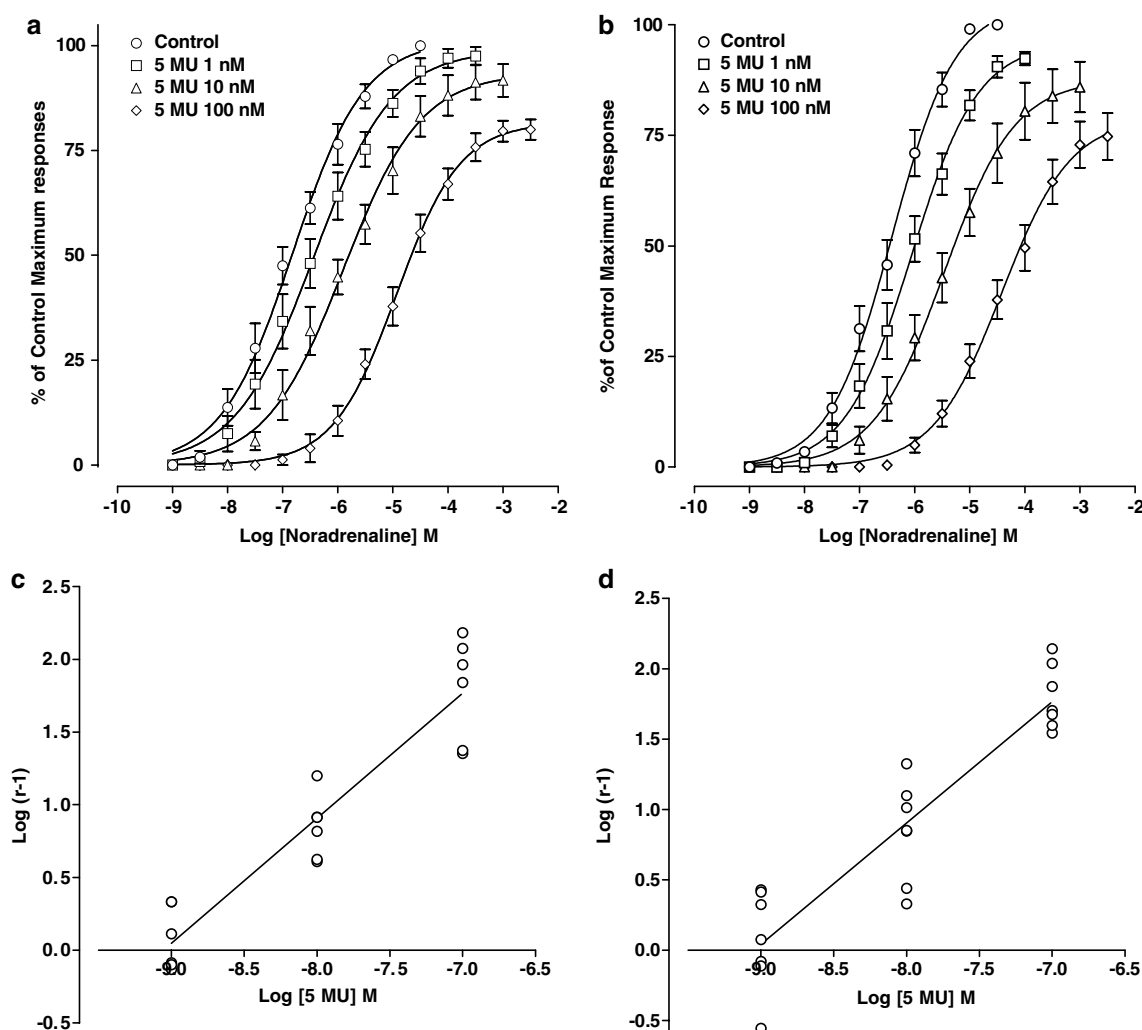 a
Control
5 MU 1 nM
5 MU 10 nM
5 MU 100 nM
% of Control Maximum responses
100
75
50
25
0
-10 -9 -8 -7 -6 -5 -4 -3 -2
Log [Noradrenaline] M
b
Control
5 MU 1 nM
5 MU 10 nM
5 MU 100 nM
%of Control Maximum Response
100
75
50
25
0
-10 -9 -8 -7 -6 -5 -4 -3 -2
Log [Noradrenaline] M
c
Log (r-1)
2.5
2.0
1.5
1.0
0.5
0.0
-0.5
-9.0 -8.5 -8.0 -7.5 -7.0 -6.5
Log [5 MU] M
d
Log (r-1)
2.5
2.0
1.5
1.0
0.5
0.0
-0.5
-9.0 -8.5 -8.0 -7.5 -7.0 -6.5
Log [5 MU] M